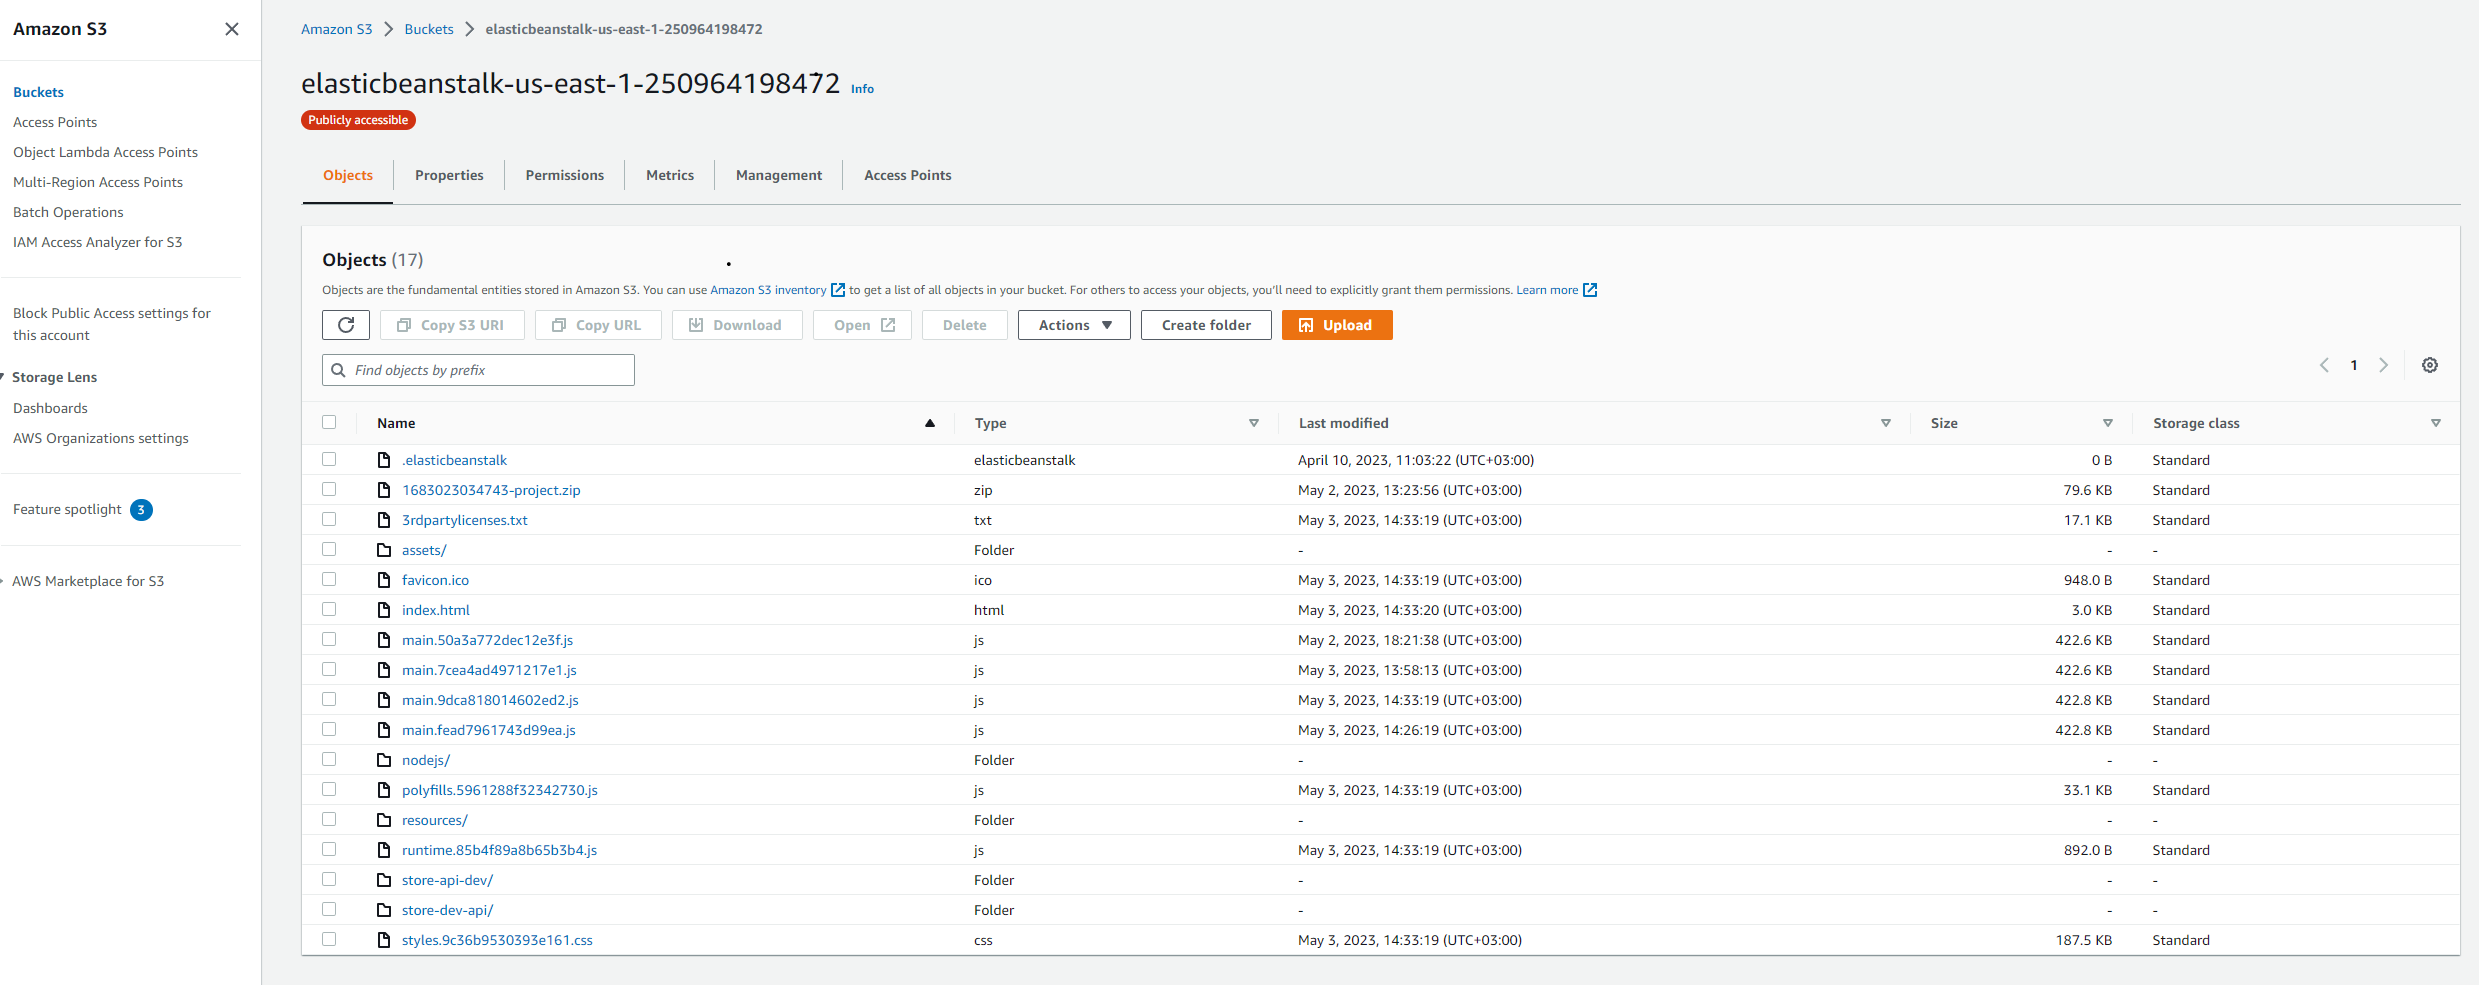 Amazon S3
Buckets
Access Points
Object Lambda Access Points
Multi-Region Access Points
Batch Operations
IAM Access Analyzer for S3
Block Public Access settings for
this account
Storage Lens
Dashboards
AWS Organizations settings
Feature spotlight 3
AWS Marketplace for S3
Amazon S3 Buckets elasticbeanstalk-us-east-1-250964198472
elasticbeanstalk-us-east-1-250964198472 Info
Publicly accessible
Objects Properties Permissions Metrics Management Access Points
Objects (17)
Objects are the fundamental entities stored in Amazon S3. You can use Amazon S3 inventory to get a list of all objects in your bucket. For others to access your objects, you'll need to explicitly grant them permissions. Learn more
Copy S3 URI Copy URL Download Open Delete Actions Create folder Upload
Find objects by prefix 1
Name Type Last modified Size Storage class
.elasticbeanstalk elasticbeanstalk April 10, 2023, 11:03:22 (UTC+03:00) 0 B Standard
1683023034743-project.zip zip May 2, 2023, 13:23:56 (UTC+03:00) 79.6 KB Standard
3rdpartylicenses.txt txt May 3, 2023, 14:33:19 (UTC+03:00) 17.1 KB Standard
assets/ Folder - - -
favicon.ico ico May 3, 2023, 14:33:19 (UTC+03:00) 948.0 B Standard
index.html html May 3, 2023, 14:33:20 (UTC+03:00) 3.0 KB Standard
main.50a3a772dec12e3f.js js May 2, 2023, 18:21:38 (UTC+03:00) 422.6 KB Standard
main.7cea4ad4971217e1.js js May 3, 2023, 13:58:13 (UTC+03:00) 422.6 KB Standard
main.9dca818014602ed2.js js May 3, 2023, 14:33:19 (UTC+03:00) 422.8 KB Standard
main.fead7961743d99ea.js js May 3, 2023, 14:26:19 (UTC+03:00) 422.8 KB Standard
nodejs/ Folder - - -
polyfills.5961288f32342730.js js May 3, 2023, 14:33:19 (UTC+03:00) 33.1 KB Standard
resources/ Folder - - -
runtime.85b4f89a8b65b3b4.js js May 3, 2023, 14:33:19 (UTC+03:00) 892.0 B Standard
store-api-dev/ Folder - - -
store-dev-api/ Folder - - -
styles.9c36b9530393e161.css css May 3, 2023, 14:33:19 (UTC+03:00) 187.5 KB Standard